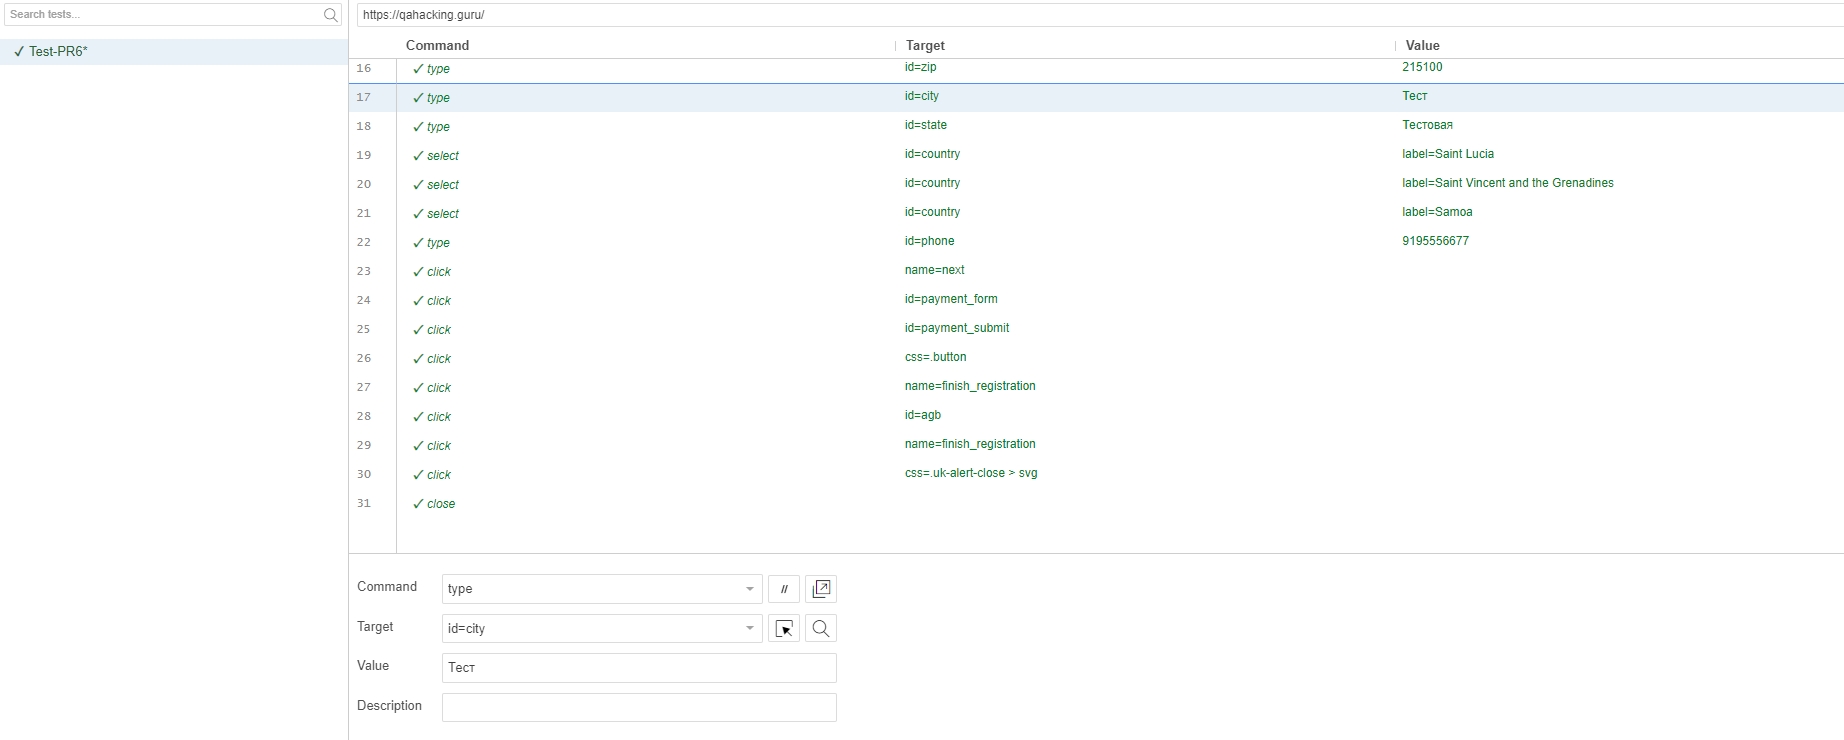 Search tests...
https://qahacking.guru/
✓ Test-PR6*
Command Target Value
16 ✓ type id=zip 215100
17 ✓ type id=city Тест
18 ✓ type id=state Тестовая
19 ✓ select id=country label=Saint Lucia
20 ✓ select id=country label=Saint Vincent and the Grenadines
21 ✓ select id=country label=Samoa
22 ✓ type id=phone 9195556677
23 ✓ click name=next
24 ✓ click id=payment_form
25 ✓ click id=payment_submit
26 ✓ click css=.button
27 ✓ click name=finish_registration
28 ✓ click id=agb
29 ✓ click name=finish_registration
30 ✓ click css=.uk-alert-close > svg
31 ✓ close
Command type //
Target id=city
Value Тест
Description